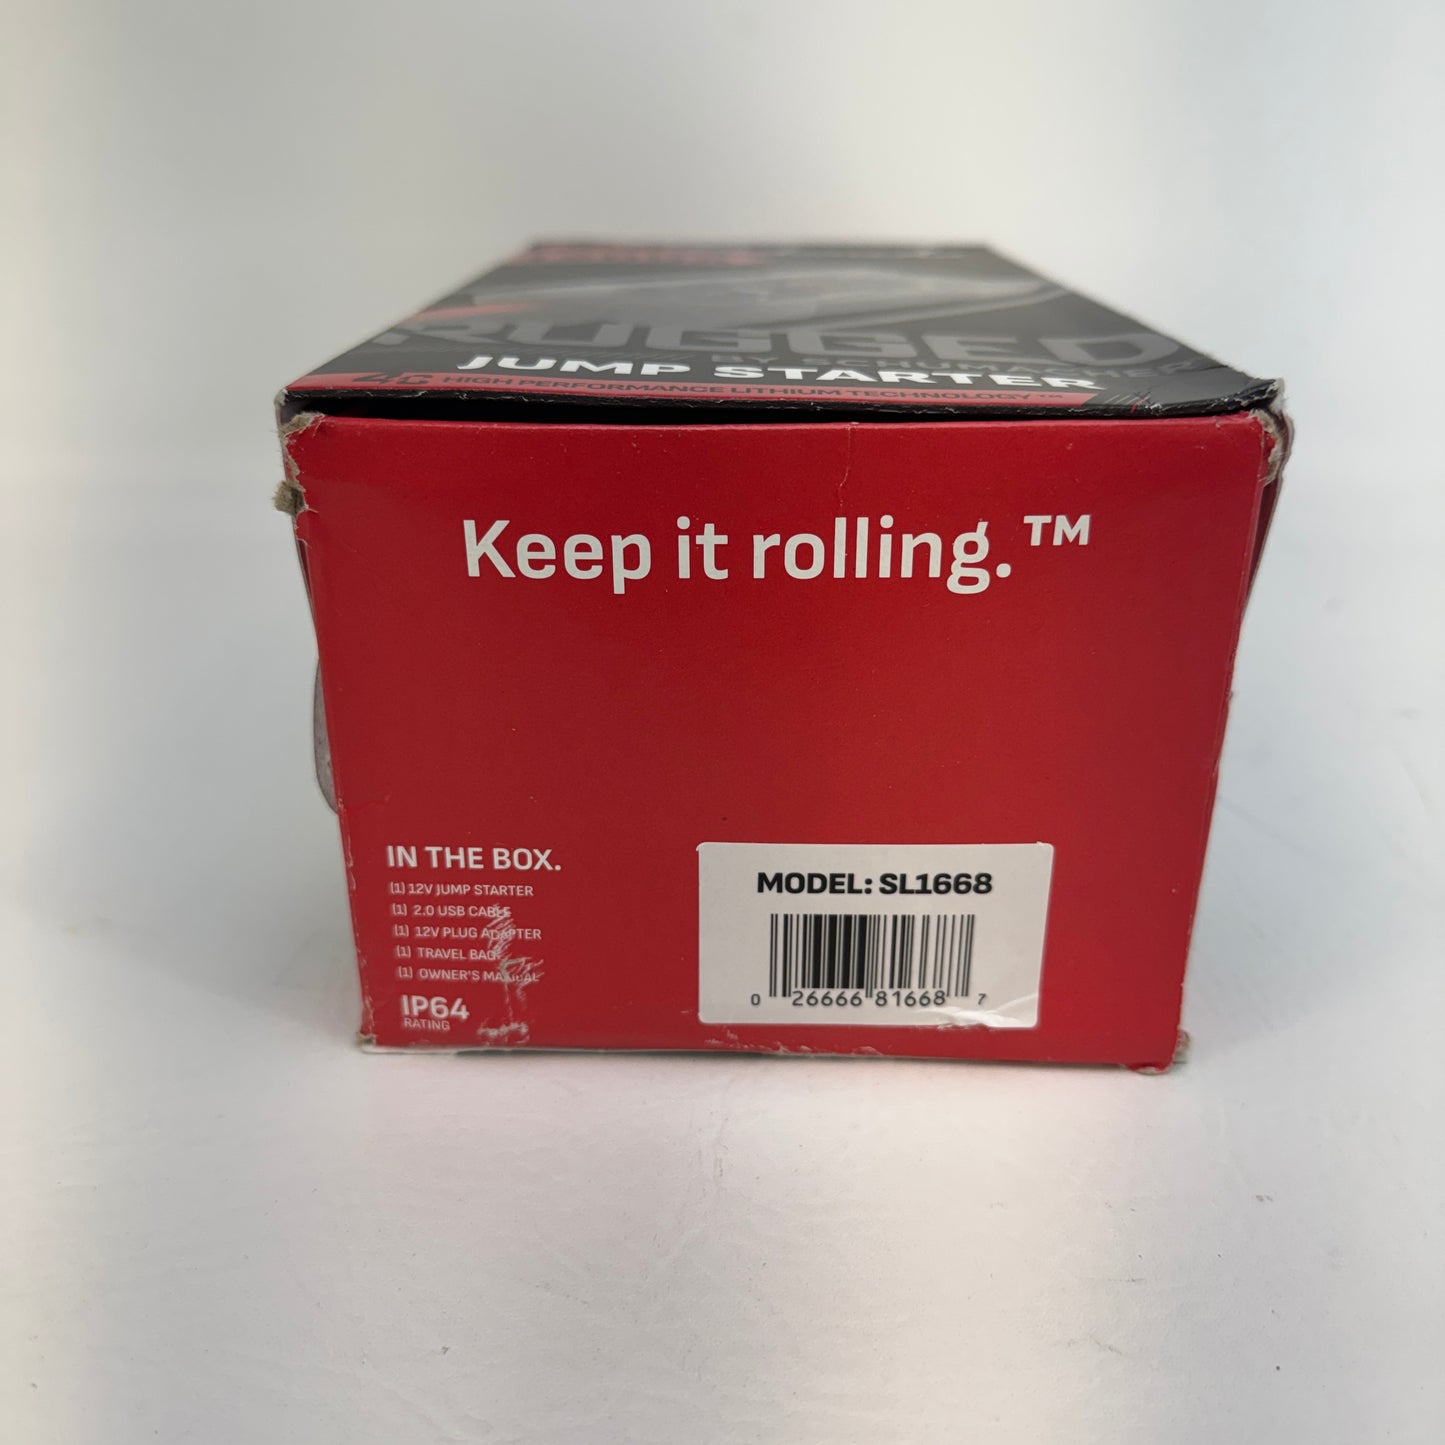 RUGGED
BY SCHUMACHER
JUMP STARTER
4G HIGH PERFORMANCE LITHIUM TECHNOLOGY™
Keep it rolling.™
IN THE BOX.
(1) 12V JUMP STARTER
(1) 2.0 USB CABLE
(1) 12V PLUG ADAPTER
(1) TRAVEL BAG
(1) OWNER'S MANUAL
IP64
RATING
MODEL: SL1668
0 26666 81668 7